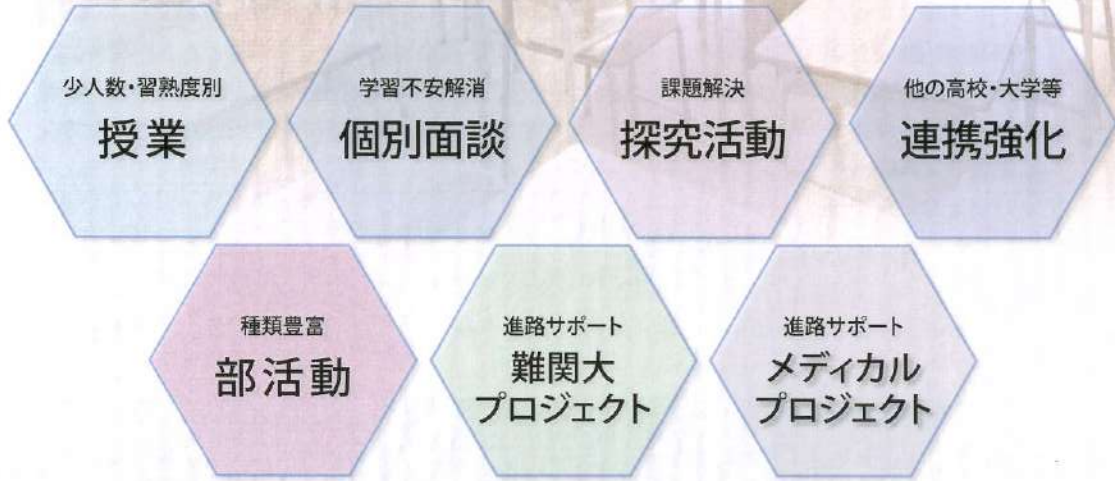 少人数・習熟度別
授業
学習不安解消
個別面談
課題解決
探究活動
他の高校・大学等
連携強化
種類豊富
部活動
進路サポート
難関大
プロジェクト
進路サポート
メディカル
プロジェクト